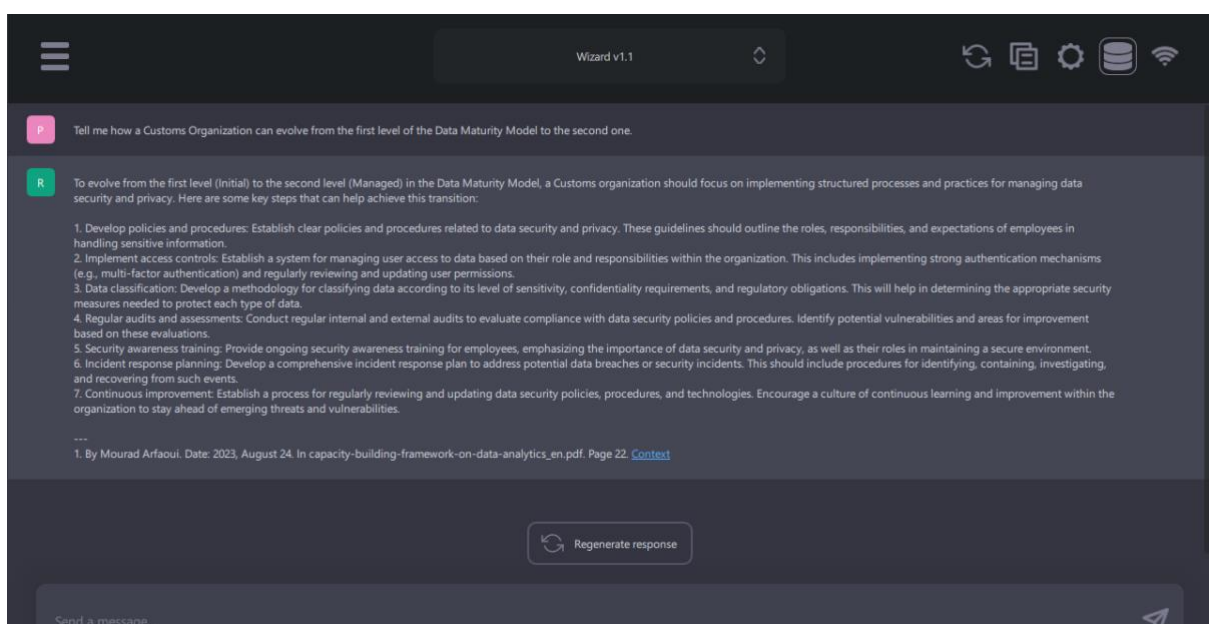 Wizard v1.1
P
Tell me how a Customs Organization can evolve from the first level of the Data Maturity Model to the second one.
R
To evolve from the first level (Initial) to the second level (Managed) in the Data Maturity Model, a Customs organization should focus on implementing structured processes and practices for managing data
security and privacy. Here are some key steps that can help achieve this transition:
1. Develop policies and procedures: Establish clear policies and procedures related to data security and privacy. These guidelines should outline the roles, responsibilities, and expectations of employees in
handling sensitive information.
2. Implement access controls: Establish a system for managing user access to data based on their role and responsibilities within the organization. This includes implementing strong authentication mechanisms
(e.g., multi-factor authentication) and regularly reviewing and updating user permissions.
3. Data classification: Develop a methodology for classifying data according to its level of sensitivity, confidentiality requirements, and regulatory obligations. This will help in determining the appropriate security
measures needed to protect each type of data.
4. Regular audits and assessments: Conduct regular internal and external audits to evaluate compliance with data security policies and procedures. Identify potential vulnerabilities and areas for improvement
based on these evaluations.
5. Security awareness training: Provide ongoing security awareness training for employees, emphasizing the importance of data security and privacy, as well as their roles in maintaining a secure environment.
6. Incident response planning: Develop a comprehensive incident response plan to address potential data breaches or security incidents. This should include procedures for identifying, containing, investigating,
and recovering from such events.
7. Continuous improvement: Establish a process for regularly reviewing and updating data security policies, procedures, and technologies. Encourage a culture of continuous learning and improvement within the
organization to stay ahead of emerging threats and vulnerabilities.
---
1. By Mourad Arfaoui. Date: 2023, August 24. In capacity-building-framework-on-data-analytics_en.pdf. Page 22. Context
Regenerate response
Send a message